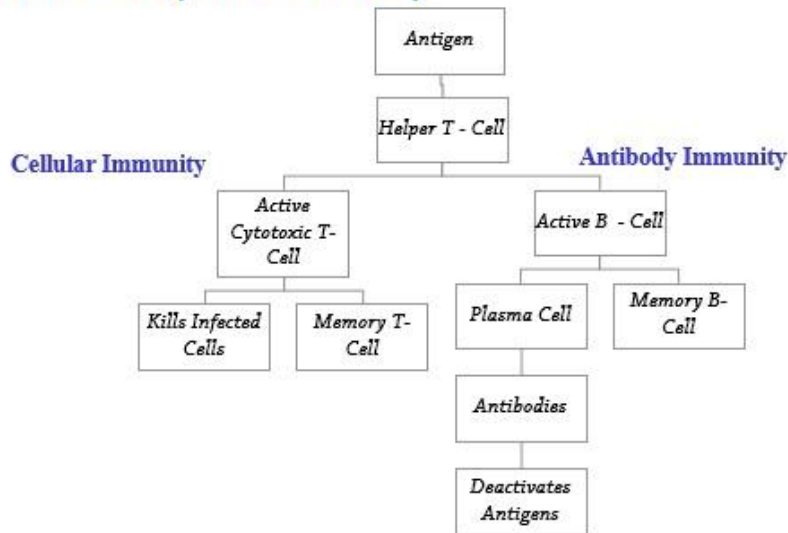 Antigen
Helper T - Cell
Cellular Immunity
Antibody Immunity
Active
Cytotoxic T-
Cell
Active B - Cell
Kills Infected
Cells
Memory T-
Cell
Plasma Cell
Memory B-
Cell
Antibodies
Deactivates
Antigens